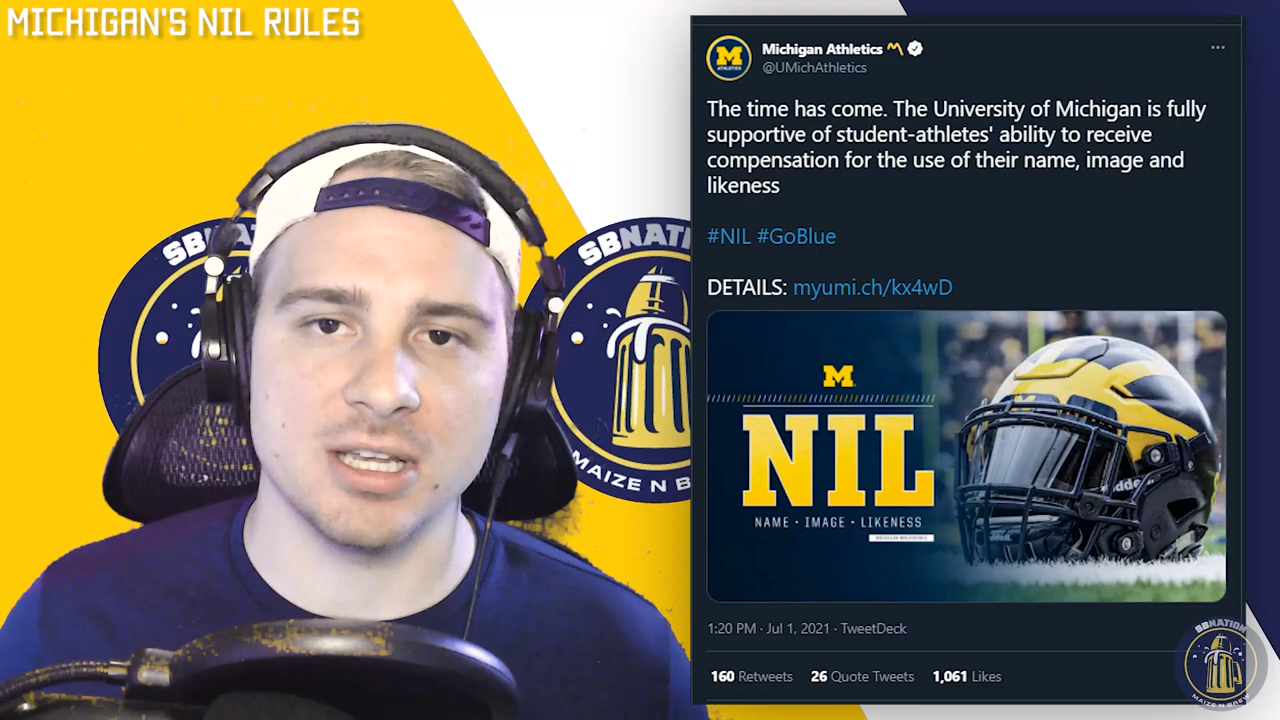 MICHIGAN'S NIL RULES
Michigan Athletics
@UMichAthletics
The time has come. The University of Michigan is fully
supportive of student-athletes' ability to receive
compensation for the use of their name, image and
likeness
#NIL #GoBlue
DETAILS: myumi.ch/kx4wD
M
NIL
NAME · IMAGE · LIKENESS
1:20 PM · Jul 1, 2021 · TweetDeck
160 Retweets 26 Quote Tweets 1,061 Likes
SBNATION
MAIZE N BREW